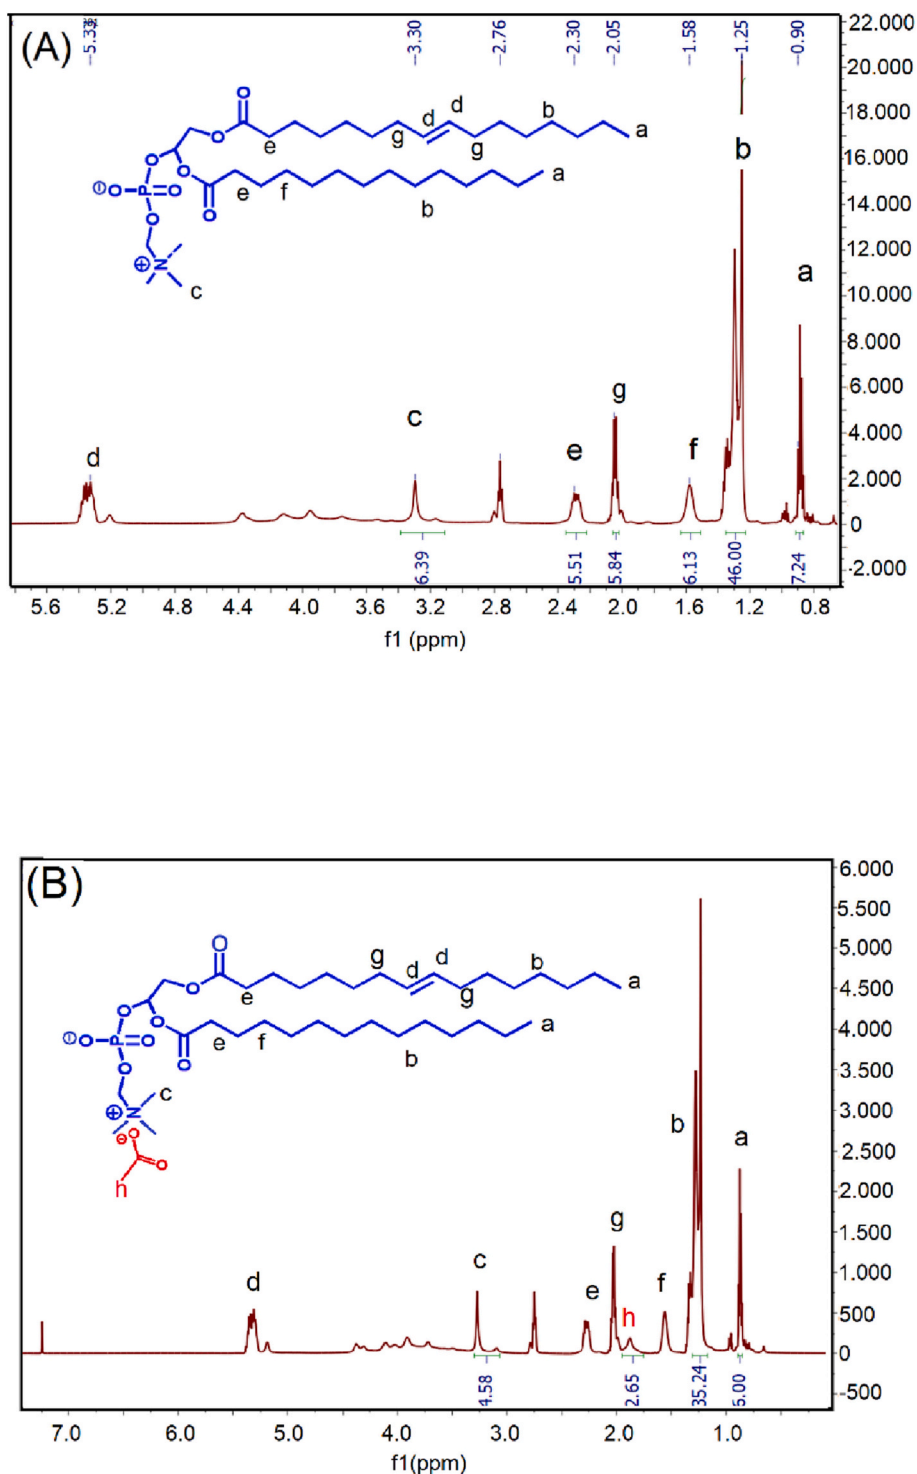 (A)
–3.30 –2.76 –2.30 –2.05 –1.58 –1.25 –0.90
22.000
20.000
18.000
16.000
14.000
12.000
10.000
8.000
6.000
4.000
2.000
0
-2.000
O O e g d d g b a
O P O O O e f b a
⊖ O O
⊕ N c
d c e g f b a
6.39 5.51 5.84 6.13 46.00 7.24
5.6 5.2 4.8 4.4 4.0 3.6 3.2 2.8 2.4 2.0 1.6 1.2 0.8
f1 (ppm)
(B)
6.000
5.500
5.000
4.500
4.000
3.500
3.000
2.500
2.000
1.500
1.000
500
0
-500
O O e g d d g b a
O P O O O e f b a
⊖ O O
⊕ N c
⊖ O O
h
d c e g h f b a
4.58 2.65 35.24 5.00
7.0 6.0 5.0 4.0 3.0 2.0 1.0
f1(ppm)